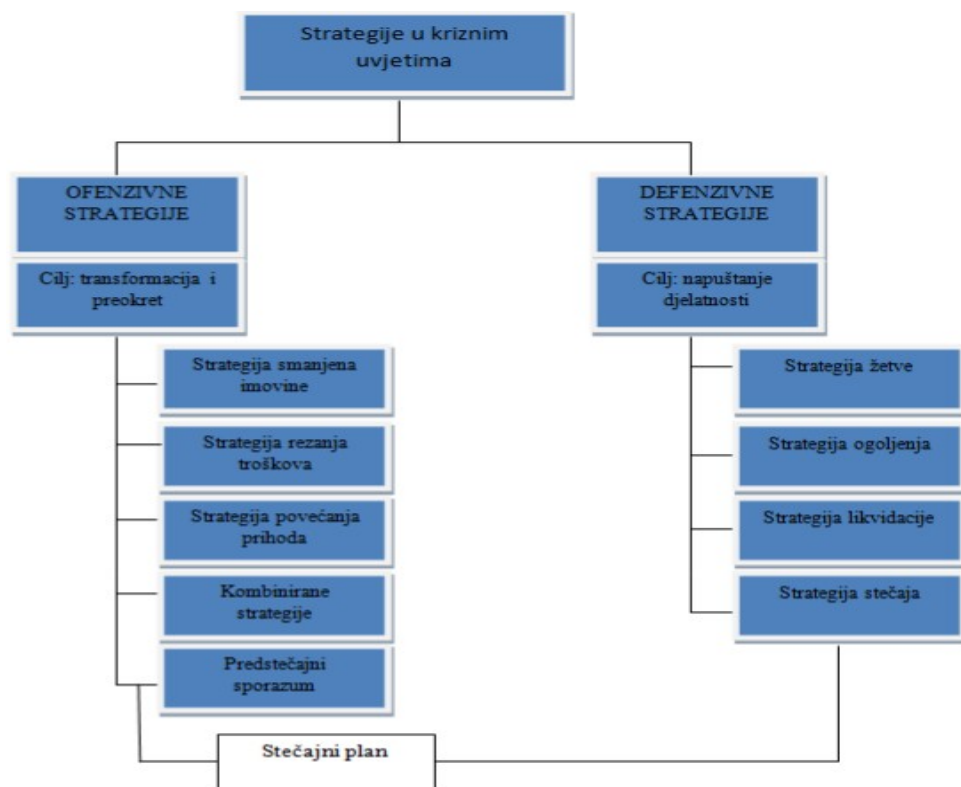 Strategije u kriznim
uvjetima
OFENZIVNE
STRATEGIJE
Cilj: transformacija i
preokret
Strategija smanjena
imovine
Strategija rezanja
troškova
Strategija povećanja
prihoda
Kombinirane
strategije
Predstečajni
sporazum
DEFENZIVNE
STRATEGIJE
Cilj: napuštanje
djelatnosti
Strategija žetve
Strategija ogoljenja
Strategija likvidacije
Strategija stečaja
Stečajni plan